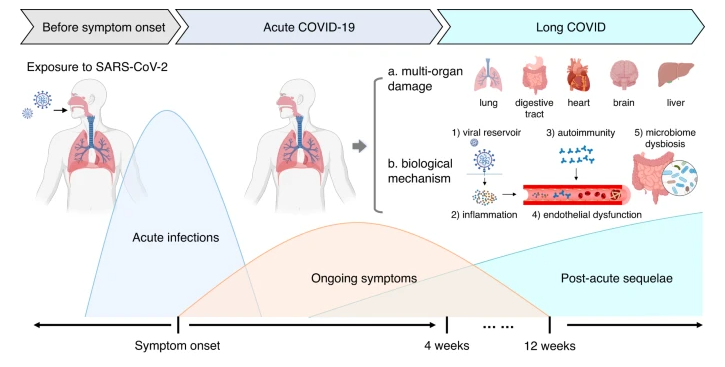 Before symptom onset
Acute COVID-19
Long COVID
Exposure to SARS-CoV-2
a. multi-organ
damage
lung
digestive
tract
heart
brain
liver
b. biological
mechanism
1) viral reservoir
3) autoimmunity
5) microbiome
dysbiosis
2) inflammation
4) endothelial dysfunction
Acute infections
Ongoing symptoms
Post-acute sequelae
Symptom onset
4 weeks
... ...
12 weeks